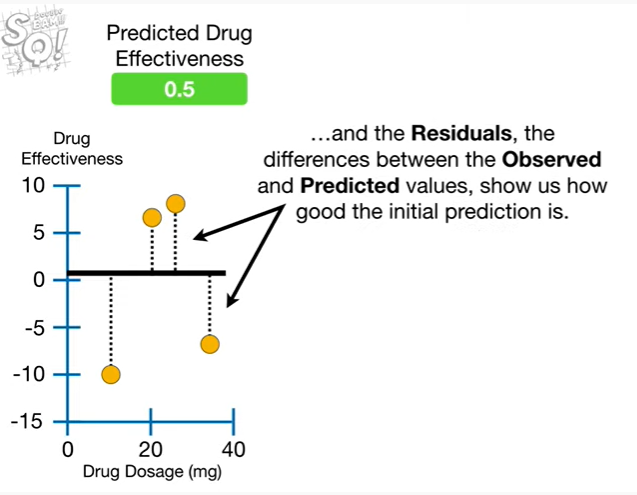 Predicted Drug
Effectiveness
0.5
…and the Residuals, the
differences between the Observed
and Predicted values, show us how
good the initial prediction is.
Drug
Effectiveness
10
5
0
-5
-10
-15
0
20
40
Drug Dosage (mg)